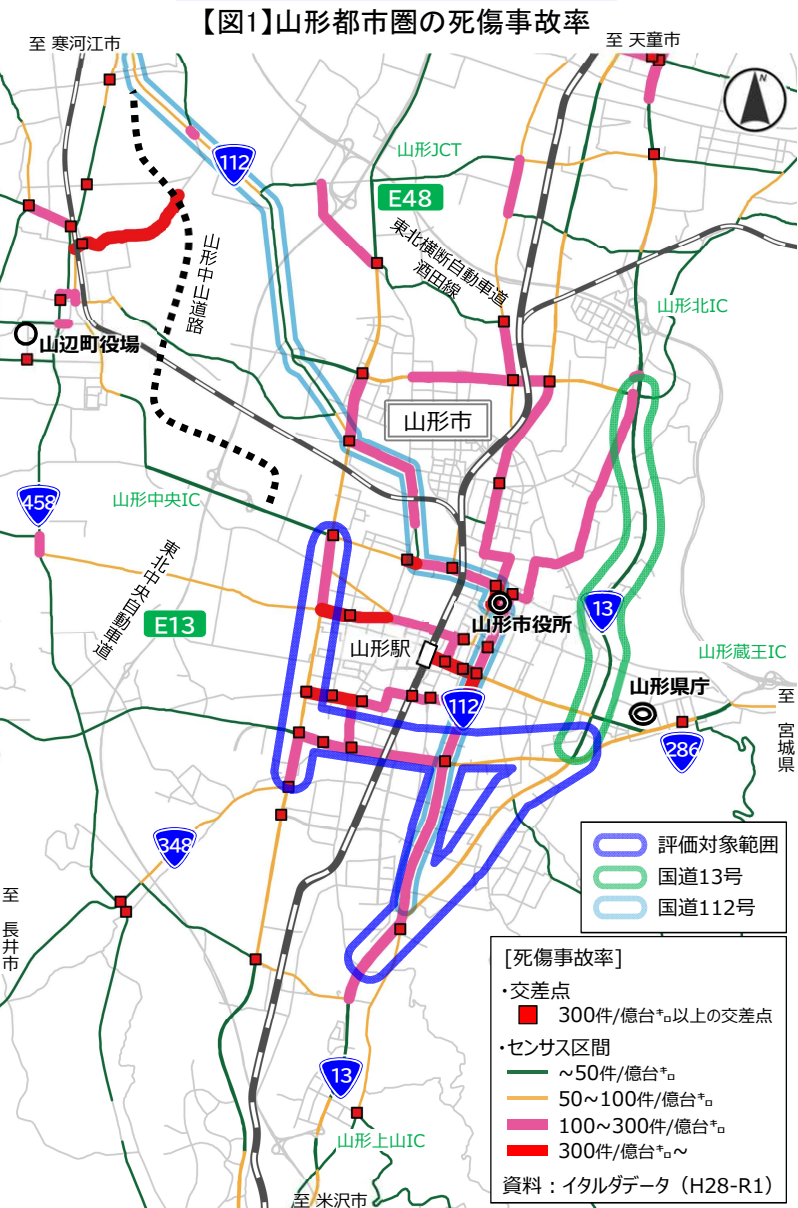 【図1】山形都市圏の死傷事故率
至 寒河江市
至 天童市
N
山形JCT
112
E48
東北横断自動車道
酒田線
山形中山道路
山形北IC
山辺町役場
山形市
458
山形中央IC
東北中央自動車道
E13
13
山形市役所
山形駅
山形蔵王IC
山形県庁
至 宮城県
112
286
348
至 長井市
評価対象範囲
国道13号
国道112号
[死傷事故率]
・交差点
300件/億台㌔以上の交差点
・センサス区間
~50件/億台㌔
50~100件/億台㌔
100~300件/億台㌔
300件/億台㌔~
資料：イタルダデータ（H28-R1）
13
山形上山IC
至 米沢市